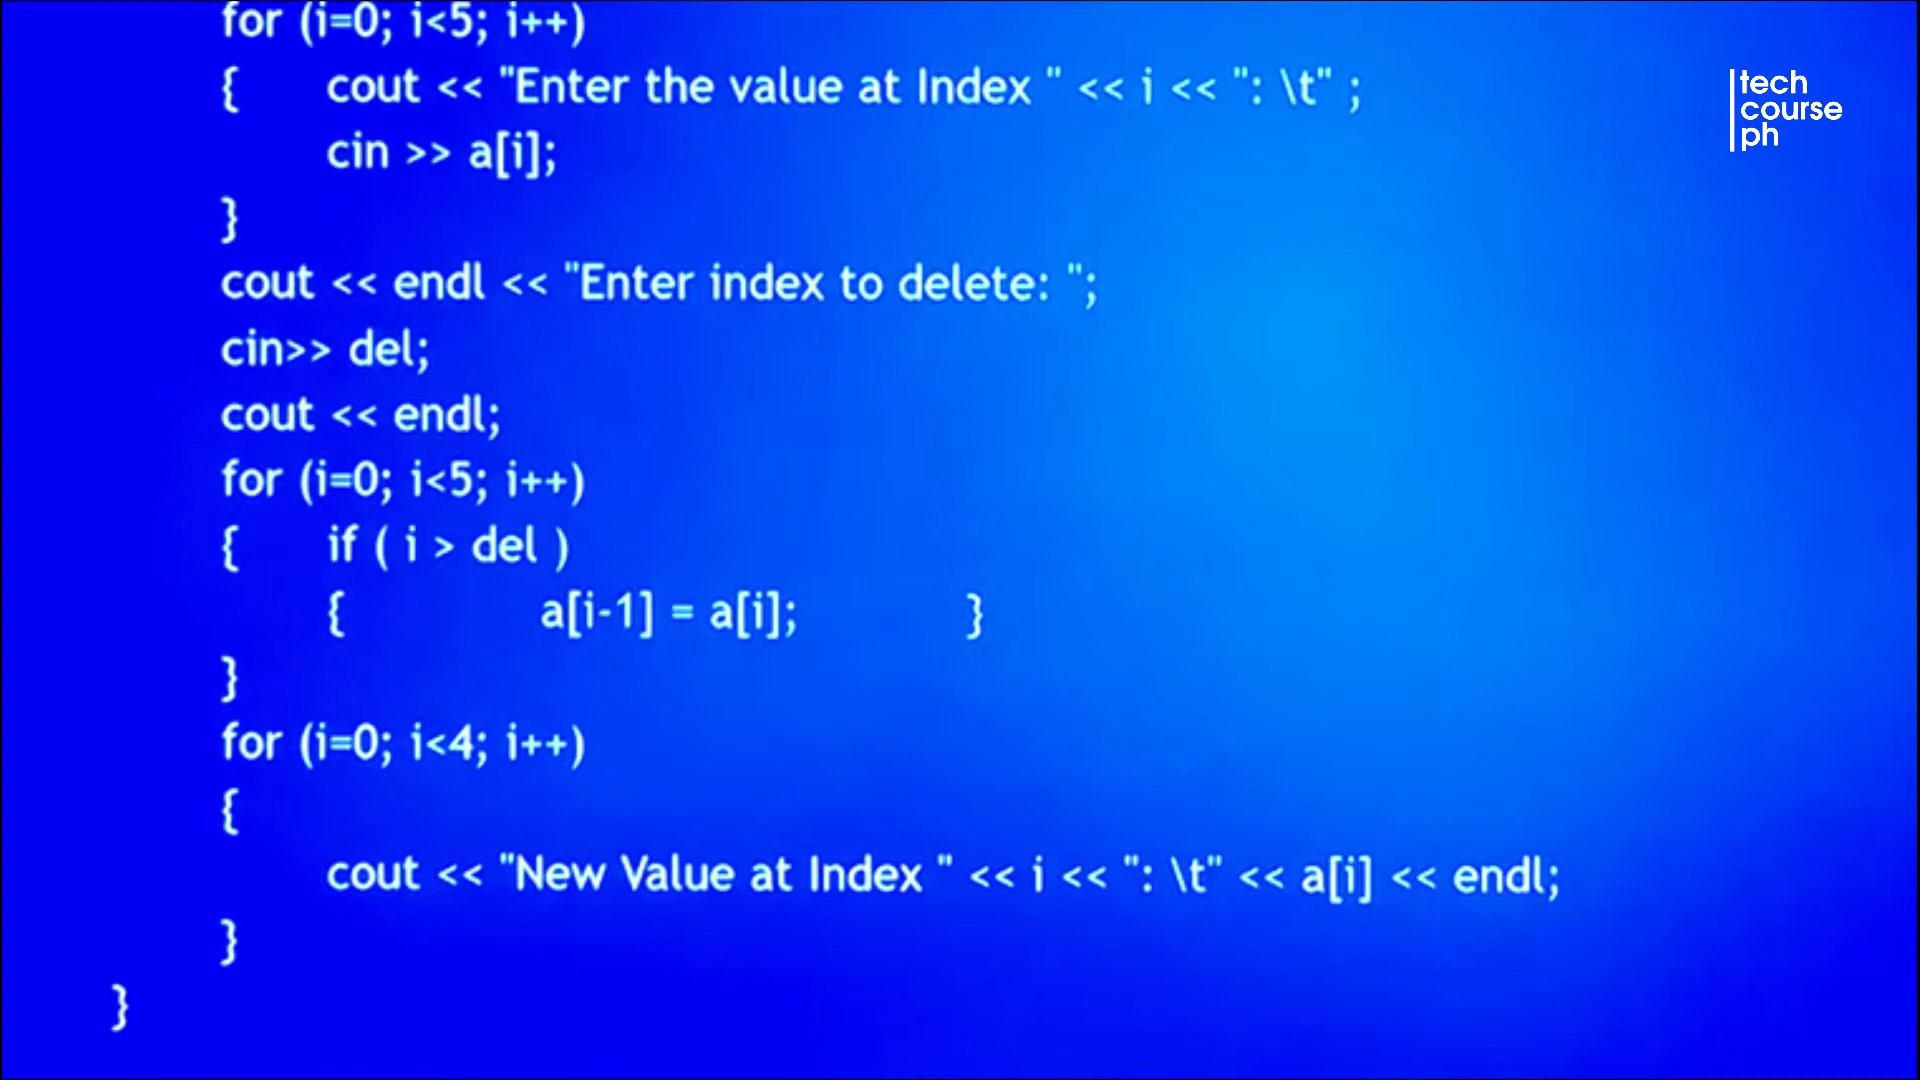 for (i=0; i<5; i++)
{ cout << "Enter the value at Index " << i << ": \t" ;
cin >> a[i];
}
cout << endl << "Enter index to delete: ";
cin>> del;
cout << endl;
for (i=0; i<5; i++)
{ if ( i > del )
{ a[i-1] = a[i]; }
}
for (i=0; i<4; i++)
{
cout << "New Value at Index " << i << ": \t" << a[i] << endl;
}
}
tech
course
ph